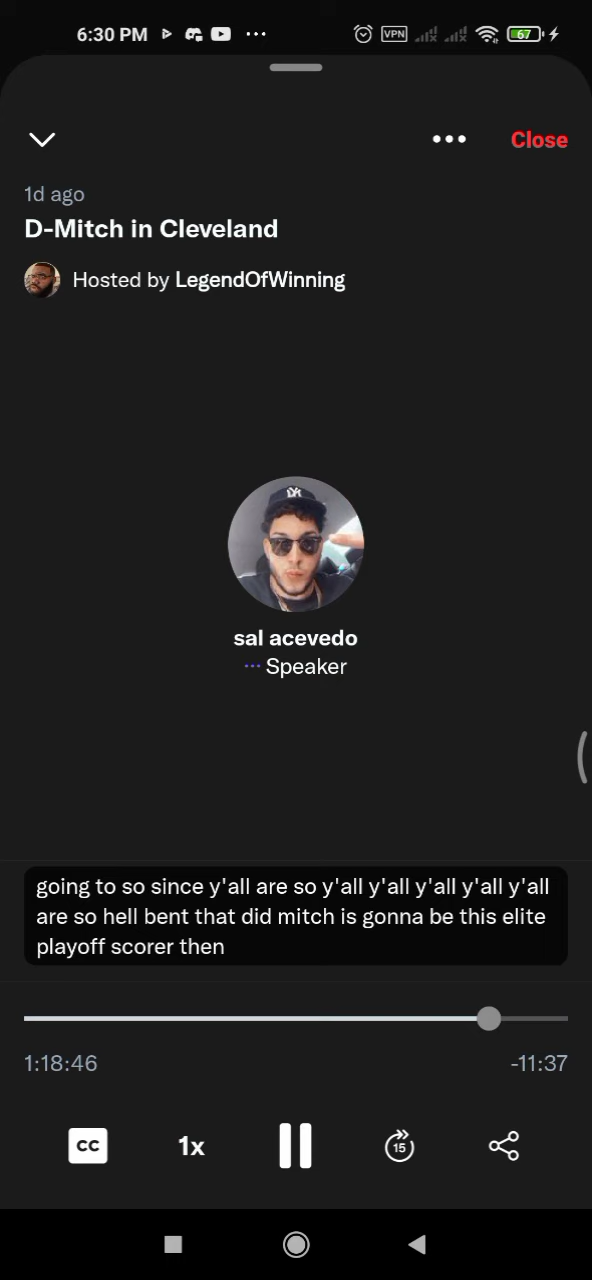 6:30 PM
VPN
67
Close
1d ago
D-Mitch in Cleveland
Hosted by LegendOfWinning
sal acevedo
Speaker
going to so since y'all are so y'all y'all y'all y'all y'all
are so hell bent that did mitch is gonna be this elite
playoff scorer then
1:18:46
-11:37
CC
1x
15